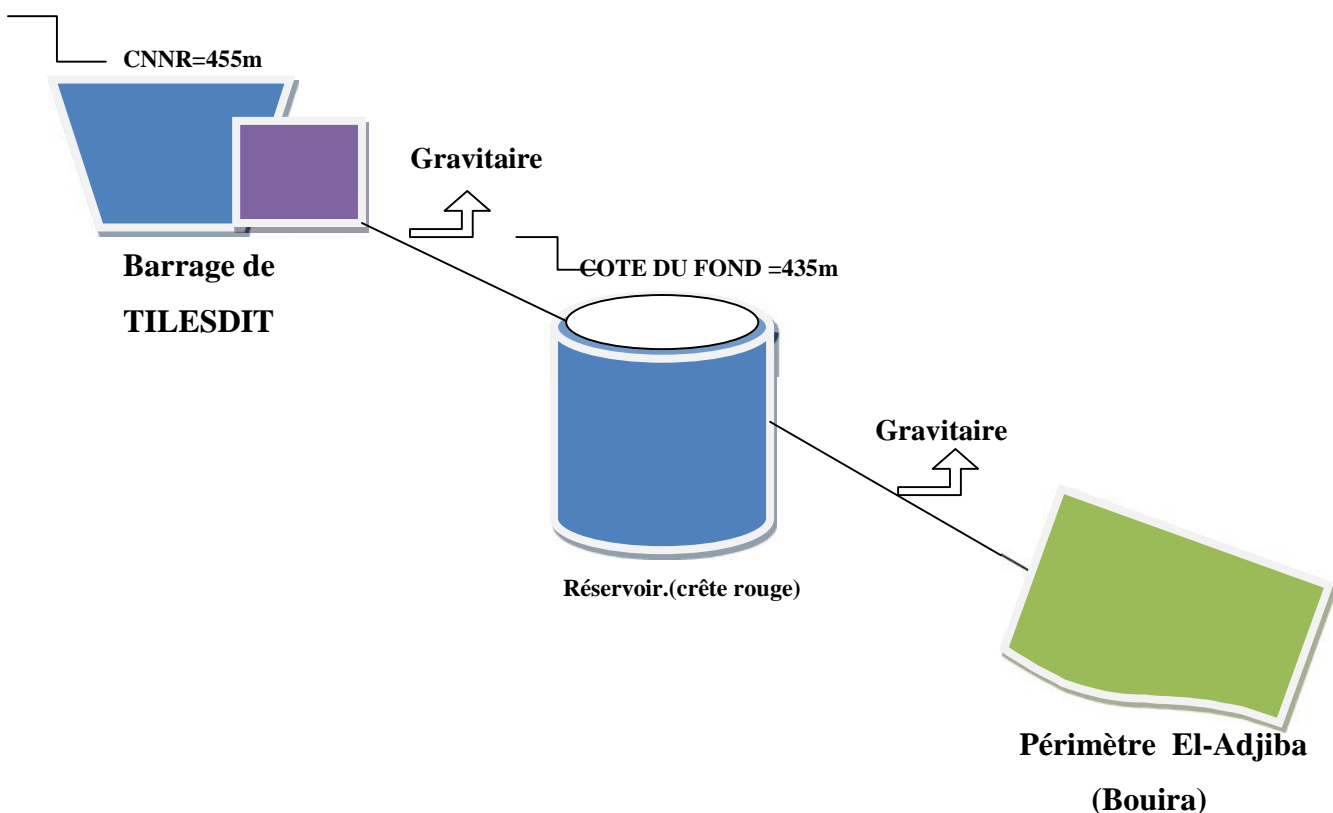 CNNR=455m
Gravitaire
Barrage de
TILESDIT
COTE DU FOND =435m
Gravitaire
Réservoir.(crête rouge)
Périmètre El-Adjiba
(Bouira)